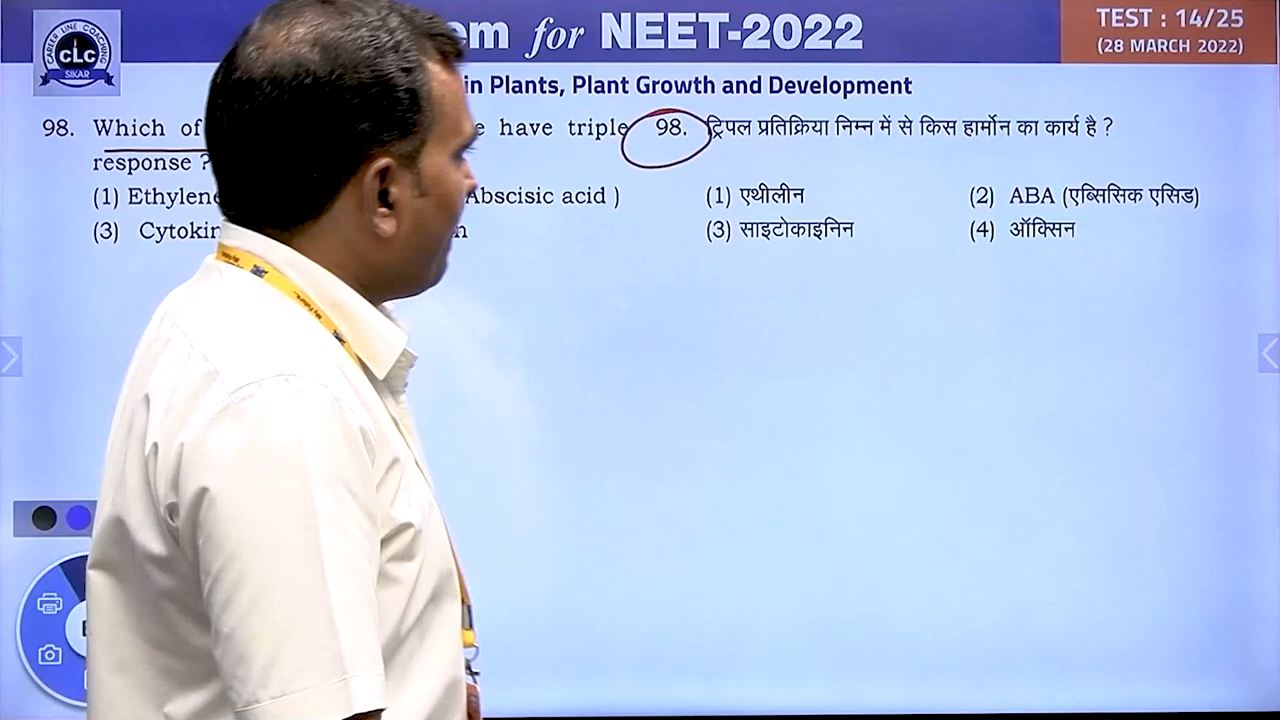 CAREER LINE COACHING
CLC
SIKAR
for NEET-2022
TEST : 14/25
(28 MARCH 2022)
in Plants, Plant Growth and Development
98. Which of have triple
response ?
(1) Ethylene Abscisic acid )
(3)
98. ट्रिपल प्रतिक्रिया निम्न में से किस हार्मोन का कार्य है ?
(1) एथीलीन (2) ABA (एब्सिसिक एसिड)
(3) साइटोकाइनिन (4) ऑक्सिन